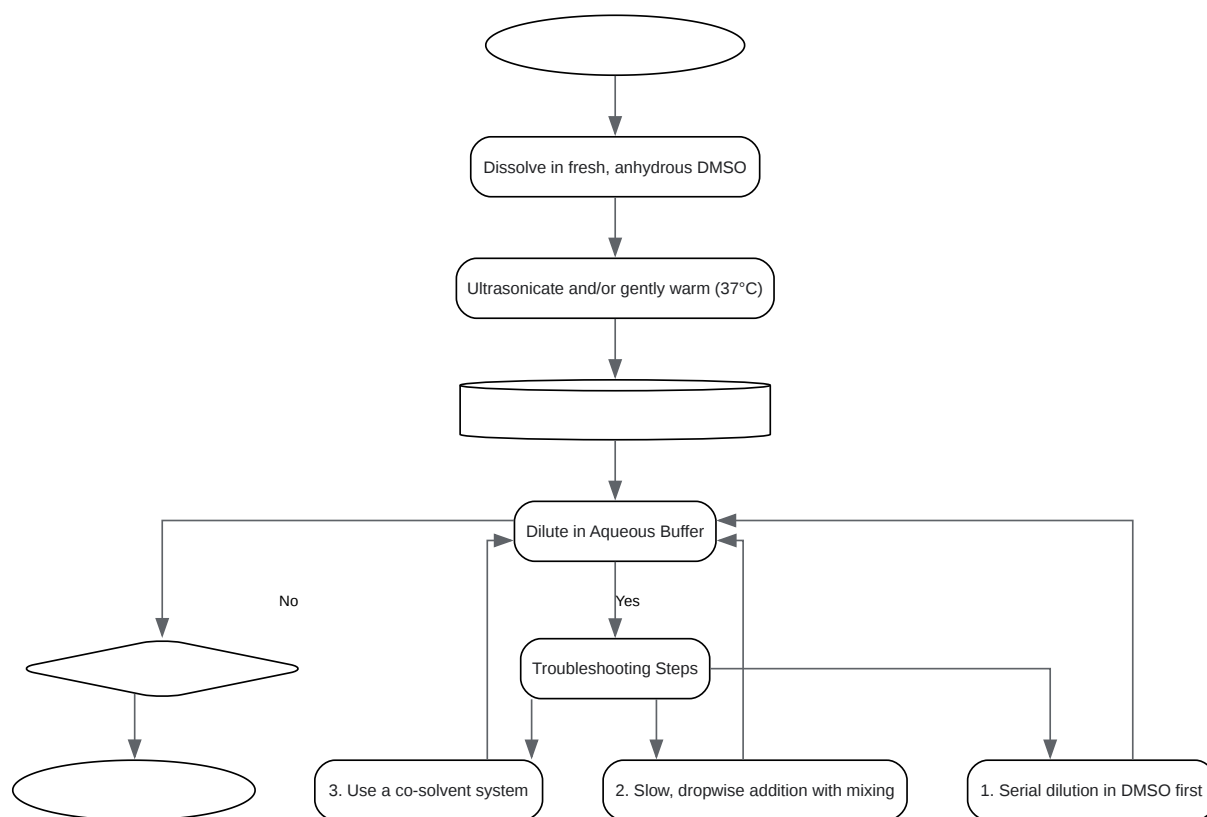 Dissolve in fresh, anhydrous DMSO
Ultrasonicate and/or gently warm (37°C)
Dilute in Aqueous Buffer
No
Yes
Troubleshooting Steps
3. Use a co-solvent system
2. Slow, dropwise addition with mixing
1. Serial dilution in DMSO first